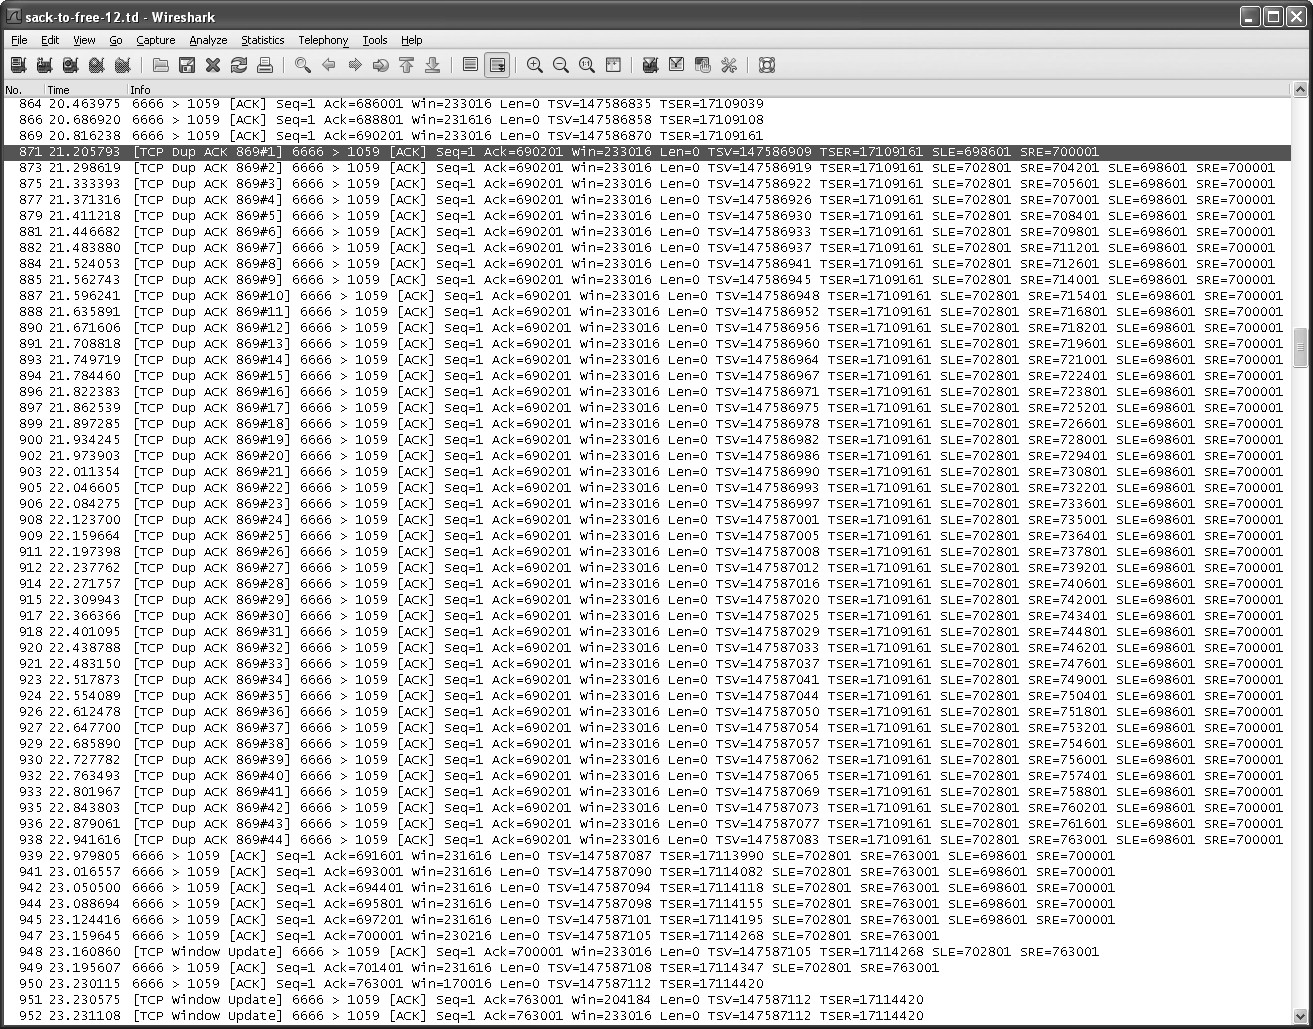 sack-to-free-12.td - Wireshark
File Edit View Go Capture Analyze Statistics Telephony Tools Help
No. Time Info
864 20.463975 6666 > 1059 [ACK] Seq=1 Ack=686001 Win=233016 Len=0 TSV=147586835 TSER=17109039
866 20.686920 6666 > 1059 [ACK] Seq=1 Ack=688801 Win=231616 Len=0 TSV=147586858 TSER=17109108
869 20.816238 6666 > 1059 [ACK] Seq=1 Ack=690201 Win=233016 Len=0 TSV=147586870 TSER=17109161
871 21.205793 [TCP Dup ACK 869#1] 6666 > 1059 [ACK] Seq=1 Ack=690201 Win=233016 Len=0 TSV=147586909 TSER=17109161 SLE=698601 SRE=700001
873 21.298619 [TCP Dup ACK 869#2] 6666 > 1059 [ACK] Seq=1 Ack=690201 Win=233016 Len=0 TSV=147586919 TSER=17109161 SLE=702801 SRE=704201 SLE=698601 SRE=700001
875 21.333393 [TCP Dup ACK 869#3] 6666 > 1059 [ACK] Seq=1 Ack=690201 Win=233016 Len=0 TSV=147586922 TSER=17109161 SLE=702801 SRE=705601 SLE=698601 SRE=700001
877 21.371316 [TCP Dup ACK 869#4] 6666 > 1059 [ACK] Seq=1 Ack=690201 Win=233016 Len=0 TSV=147586926 TSER=17109161 SLE=702801 SRE=707001 SLE=698601 SRE=700001
879 21.411218 [TCP Dup ACK 869#5] 6666 > 1059 [ACK] Seq=1 Ack=690201 Win=233016 Len=0 TSV=147586930 TSER=17109161 SLE=702801 SRE=708401 SLE=698601 SRE=700001
881 21.446682 [TCP Dup ACK 869#6] 6666 > 1059 [ACK] Seq=1 Ack=690201 Win=233016 Len=0 TSV=147586933 TSER=17109161 SLE=702801 SRE=709801 SLE=698601 SRE=700001
882 21.483880 [TCP Dup ACK 869#7] 6666 > 1059 [ACK] Seq=1 Ack=690201 Win=233016 Len=0 TSV=147586937 TSER=17109161 SLE=702801 SRE=711201 SLE=698601 SRE=700001
884 21.524053 [TCP Dup ACK 869#8] 6666 > 1059 [ACK] Seq=1 Ack=690201 Win=233016 Len=0 TSV=147586941 TSER=17109161 SLE=702801 SRE=712601 SLE=698601 SRE=700001
885 21.562743 [TCP Dup ACK 869#9] 6666 > 1059 [ACK] Seq=1 Ack=690201 Win=233016 Len=0 TSV=147586945 TSER=17109161 SLE=702801 SRE=714001 SLE=698601 SRE=700001
887 21.596241 [TCP Dup ACK 869#10] 6666 > 1059 [ACK] Seq=1 Ack=690201 Win=233016 Len=0 TSV=147586948 TSER=17109161 SLE=702801 SRE=715401 SLE=698601 SRE=700001
888 21.635891 [TCP Dup ACK 869#11] 6666 > 1059 [ACK] Seq=1 Ack=690201 Win=233016 Len=0 TSV=147586952 TSER=17109161 SLE=702801 SRE=716801 SLE=698601 SRE=700001
890 21.671606 [TCP Dup ACK 869#12] 6666 > 1059 [ACK] Seq=1 Ack=690201 Win=233016 Len=0 TSV=147586956 TSER=17109161 SLE=702801 SRE=718201 SLE=698601 SRE=700001
891 21.708818 [TCP Dup ACK 869#13] 6666 > 1059 [ACK] Seq=1 Ack=690201 Win=233016 Len=0 TSV=147586960 TSER=17109161 SLE=702801 SRE=719601 SLE=698601 SRE=700001
893 21.749719 [TCP Dup ACK 869#14] 6666 > 1059 [ACK] Seq=1 Ack=690201 Win=233016 Len=0 TSV=147586964 TSER=17109161 SLE=702801 SRE=721001 SLE=698601 SRE=700001
894 21.784460 [TCP Dup ACK 869#15] 6666 > 1059 [ACK] Seq=1 Ack=690201 Win=233016 Len=0 TSV=147586967 TSER=17109161 SLE=702801 SRE=722401 SLE=698601 SRE=700001
896 21.822383 [TCP Dup ACK 869#16] 6666 > 1059 [ACK] Seq=1 Ack=690201 Win=233016 Len=0 TSV=147586971 TSER=17109161 SLE=702801 SRE=723801 SLE=698601 SRE=700001
897 21.862539 [TCP Dup ACK 869#17] 6666 > 1059 [ACK] Seq=1 Ack=690201 Win=233016 Len=0 TSV=147586975 TSER=17109161 SLE=702801 SRE=725201 SLE=698601 SRE=700001
899 21.897285 [TCP Dup ACK 869#18] 6666 > 1059 [ACK] Seq=1 Ack=690201 Win=233016 Len=0 TSV=147586978 TSER=17109161 SLE=702801 SRE=726601 SLE=698601 SRE=700001
900 21.934245 [TCP Dup ACK 869#19] 6666 > 1059 [ACK] Seq=1 Ack=690201 Win=233016 Len=0 TSV=147586982 TSER=17109161 SLE=702801 SRE=728001 SLE=698601 SRE=700001
902 21.973903 [TCP Dup ACK 869#20] 6666 > 1059 [ACK] Seq=1 Ack=690201 Win=233016 Len=0 TSV=147586986 TSER=17109161 SLE=702801 SRE=729401 SLE=698601 SRE=700001
903 22.011354 [TCP Dup ACK 869#21] 6666 > 1059 [ACK] Seq=1 Ack=690201 Win=233016 Len=0 TSV=147586990 TSER=17109161 SLE=702801 SRE=730801 SLE=698601 SRE=700001
905 22.046605 [TCP Dup ACK 869#22] 6666 > 1059 [ACK] Seq=1 Ack=690201 Win=233016 Len=0 TSV=147586993 TSER=17109161 SLE=702801 SRE=732201 SLE=698601 SRE=700001
906 22.084275 [TCP Dup ACK 869#23] 6666 > 1059 [ACK] Seq=1 Ack=690201 Win=233016 Len=0 TSV=147586997 TSER=17109161 SLE=702801 SRE=733601 SLE=698601 SRE=700001
908 22.123700 [TCP Dup ACK 869#24] 6666 > 1059 [ACK] Seq=1 Ack=690201 Win=233016 Len=0 TSV=147587001 TSER=17109161 SLE=702801 SRE=735001 SLE=698601 SRE=700001
909 22.159664 [TCP Dup ACK 869#25] 6666 > 1059 [ACK] Seq=1 Ack=690201 Win=233016 Len=0 TSV=147587005 TSER=17109161 SLE=702801 SRE=736401 SLE=698601 SRE=700001
911 22.197398 [TCP Dup ACK 869#26] 6666 > 1059 [ACK] Seq=1 Ack=690201 Win=233016 Len=0 TSV=147587008 TSER=17109161 SLE=702801 SRE=737801 SLE=698601 SRE=700001
912 22.237762 [TCP Dup ACK 869#27] 6666 > 1059 [ACK] Seq=1 Ack=690201 Win=233016 Len=0 TSV=147587012 TSER=17109161 SLE=702801 SRE=739201 SLE=698601 SRE=700001
914 22.271757 [TCP Dup ACK 869#28] 6666 > 1059 [ACK] Seq=1 Ack=690201 Win=233016 Len=0 TSV=147587016 TSER=17109161 SLE=702801 SRE=740601 SLE=698601 SRE=700001
915 22.309943 [TCP Dup ACK 869#29] 6666 > 1059 [ACK] Seq=1 Ack=690201 Win=233016 Len=0 TSV=147587020 TSER=17109161 SLE=702801 SRE=742001 SLE=698601 SRE=700001
917 22.366366 [TCP Dup ACK 869#30] 6666 > 1059 [ACK] Seq=1 Ack=690201 Win=233016 Len=0 TSV=147587025 TSER=17109161 SLE=702801 SRE=743401 SLE=698601 SRE=700001
918 22.401095 [TCP Dup ACK 869#31] 6666 > 1059 [ACK] Seq=1 Ack=690201 Win=233016 Len=0 TSV=147587029 TSER=17109161 SLE=702801 SRE=744801 SLE=698601 SRE=700001
920 22.438788 [TCP Dup ACK 869#32] 6666 > 1059 [ACK] Seq=1 Ack=690201 Win=233016 Len=0 TSV=147587033 TSER=17109161 SLE=702801 SRE=746201 SLE=698601 SRE=700001
921 22.483150 [TCP Dup ACK 869#33] 6666 > 1059 [ACK] Seq=1 Ack=690201 Win=233016 Len=0 TSV=147587037 TSER=17109161 SLE=702801 SRE=747601 SLE=698601 SRE=700001
923 22.517873 [TCP Dup ACK 869#34] 6666 > 1059 [ACK] Seq=1 Ack=690201 Win=233016 Len=0 TSV=147587041 TSER=17109161 SLE=702801 SRE=749001 SLE=698601 SRE=700001
924 22.554089 [TCP Dup ACK 869#35] 6666 > 1059 [ACK] Seq=1 Ack=690201 Win=233016 Len=0 TSV=147587044 TSER=17109161 SLE=702801 SRE=750401 SLE=698601 SRE=700001
926 22.612478 [TCP Dup ACK 869#36] 6666 > 1059 [ACK] Seq=1 Ack=690201 Win=233016 Len=0 TSV=147587050 TSER=17109161 SLE=702801 SRE=751801 SLE=698601 SRE=700001
927 22.647700 [TCP Dup ACK 869#37] 6666 > 1059 [ACK] Seq=1 Ack=690201 Win=233016 Len=0 TSV=147587054 TSER=17109161 SLE=702801 SRE=753201 SLE=698601 SRE=700001
929 22.685890 [TCP Dup ACK 869#38] 6666 > 1059 [ACK] Seq=1 Ack=690201 Win=233016 Len=0 TSV=147587057 TSER=17109161 SLE=702801 SRE=754601 SLE=698601 SRE=700001
930 22.727782 [TCP Dup ACK 869#39] 6666 > 1059 [ACK] Seq=1 Ack=690201 Win=233016 Len=0 TSV=147587062 TSER=17109161 SLE=702801 SRE=756001 SLE=698601 SRE=700001
932 22.763493 [TCP Dup ACK 869#40] 6666 > 1059 [ACK] Seq=1 Ack=690201 Win=233016 Len=0 TSV=147587065 TSER=17109161 SLE=702801 SRE=757401 SLE=698601 SRE=700001
933 22.801967 [TCP Dup ACK 869#41] 6666 > 1059 [ACK] Seq=1 Ack=690201 Win=233016 Len=0 TSV=147587069 TSER=17109161 SLE=702801 SRE=758801 SLE=698601 SRE=700001
935 22.843803 [TCP Dup ACK 869#42] 6666 > 1059 [ACK] Seq=1 Ack=690201 Win=233016 Len=0 TSV=147587073 TSER=17109161 SLE=702801 SRE=760201 SLE=698601 SRE=700001
936 22.879061 [TCP Dup ACK 869#43] 6666 > 1059 [ACK] Seq=1 Ack=690201 Win=233016 Len=0 TSV=147587077 TSER=17109161 SLE=702801 SRE=761601 SLE=698601 SRE=700001
938 22.941616 [TCP Dup ACK 869#44] 6666 > 1059 [ACK] Seq=1 Ack=690201 Win=233016 Len=0 TSV=147587083 TSER=17109161 SLE=702801 SRE=763001 SLE=698601 SRE=700001
939 22.979805 6666 > 1059 [ACK] Seq=1 Ack=691601 Win=231616 Len=0 TSV=147587087 TSER=17113990 SLE=702801 SRE=763001 SLE=698601 SRE=700001
941 23.016557 6666 > 1059 [ACK] Seq=1 Ack=693001 Win=231616 Len=0 TSV=147587090 TSER=17114082 SLE=702801 SRE=763001 SLE=698601 SRE=700001
942 23.050500 6666 > 1059 [ACK] Seq=1 Ack=694401 Win=231616 Len=0 TSV=147587094 TSER=17114118 SLE=702801 SRE=763001 SLE=698601 SRE=700001
944 23.088694 6666 > 1059 [ACK] Seq=1 Ack=695801 Win=231616 Len=0 TSV=147587098 TSER=17114155 SLE=702801 SRE=763001 SLE=698601 SRE=700001
945 23.124416 6666 > 1059 [ACK] Seq=1 Ack=697201 Win=231616 Len=0 TSV=147587101 TSER=17114195 SLE=702801 SRE=763001 SLE=698601 SRE=700001
947 23.159645 6666 > 1059 [ACK] Seq=1 Ack=700001 Win=230216 Len=0 TSV=147587105 TSER=17114268 SLE=702801 SRE=763001
948 23.160860 [TCP Window Update] 6666 > 1059 [ACK] Seq=1 Ack=700001 Win=233016 Len=0 TSV=147587105 TSER=17114268 SLE=702801 SRE=763001
949 23.195607 6666 > 1059 [ACK] Seq=1 Ack=701401 Win=231616 Len=0 TSV=147587108 TSER=17114347 SLE=702801 SRE=763001
950 23.230115 6666 > 1059 [ACK] Seq=1 Ack=763001 Win=170016 Len=0 TSV=147587112 TSER=17114420
951 23.230575 [TCP Window Update] 6666 > 1059 [ACK] Seq=1 Ack=763001 Win=204184 Len=0 TSV=147587112 TSER=17114420
952 23.231108 [TCP Window Update] 6666 > 1059 [ACK] Seq=1 Ack=763001 Win=233016 Len=0 TSV=147587112 TSER=17114420